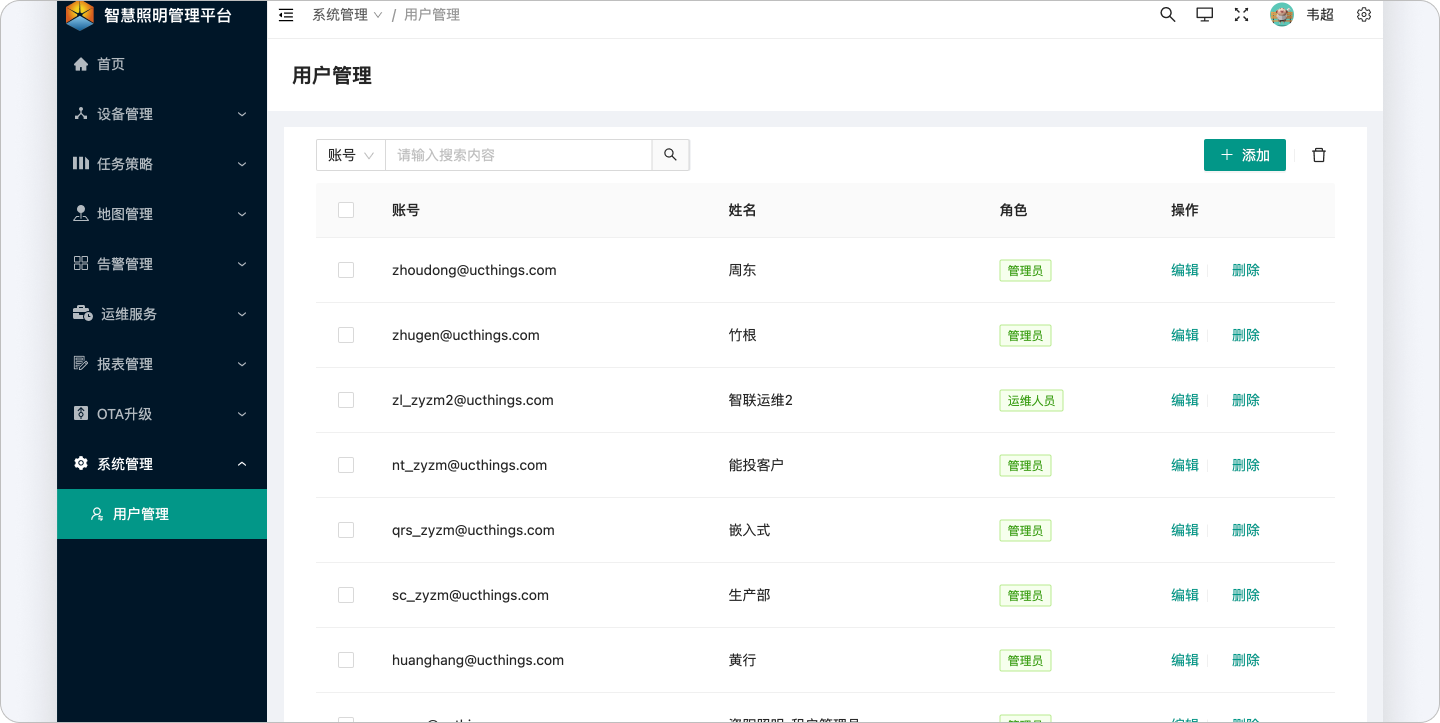 智慧照明管理平台
系统管理 / 用户管理
韦超
首页
设备管理
任务策略
地图管理
告警管理
运维服务
报表管理
OTA升级
系统管理
用户管理
用户管理
账号 请输入搜索内容
添加
账号 姓名 角色 操作
zhoudong@ucthings.com 周东 管理员 编辑 删除
zhugen@ucthings.com 竹根 管理员 编辑 删除
zl_zyzm2@ucthings.com 智联运维2 运维人员 编辑 删除
nt_zyzm@ucthings.com 能投客户 管理员 编辑 删除
qrs_zyzm@ucthings.com 嵌入式 管理员 编辑 删除
sc_zyzm@ucthings.com 生产部 管理员 编辑 删除
huanghang@ucthings.com 黄行 管理员 编辑 删除
管理员 编辑 删除